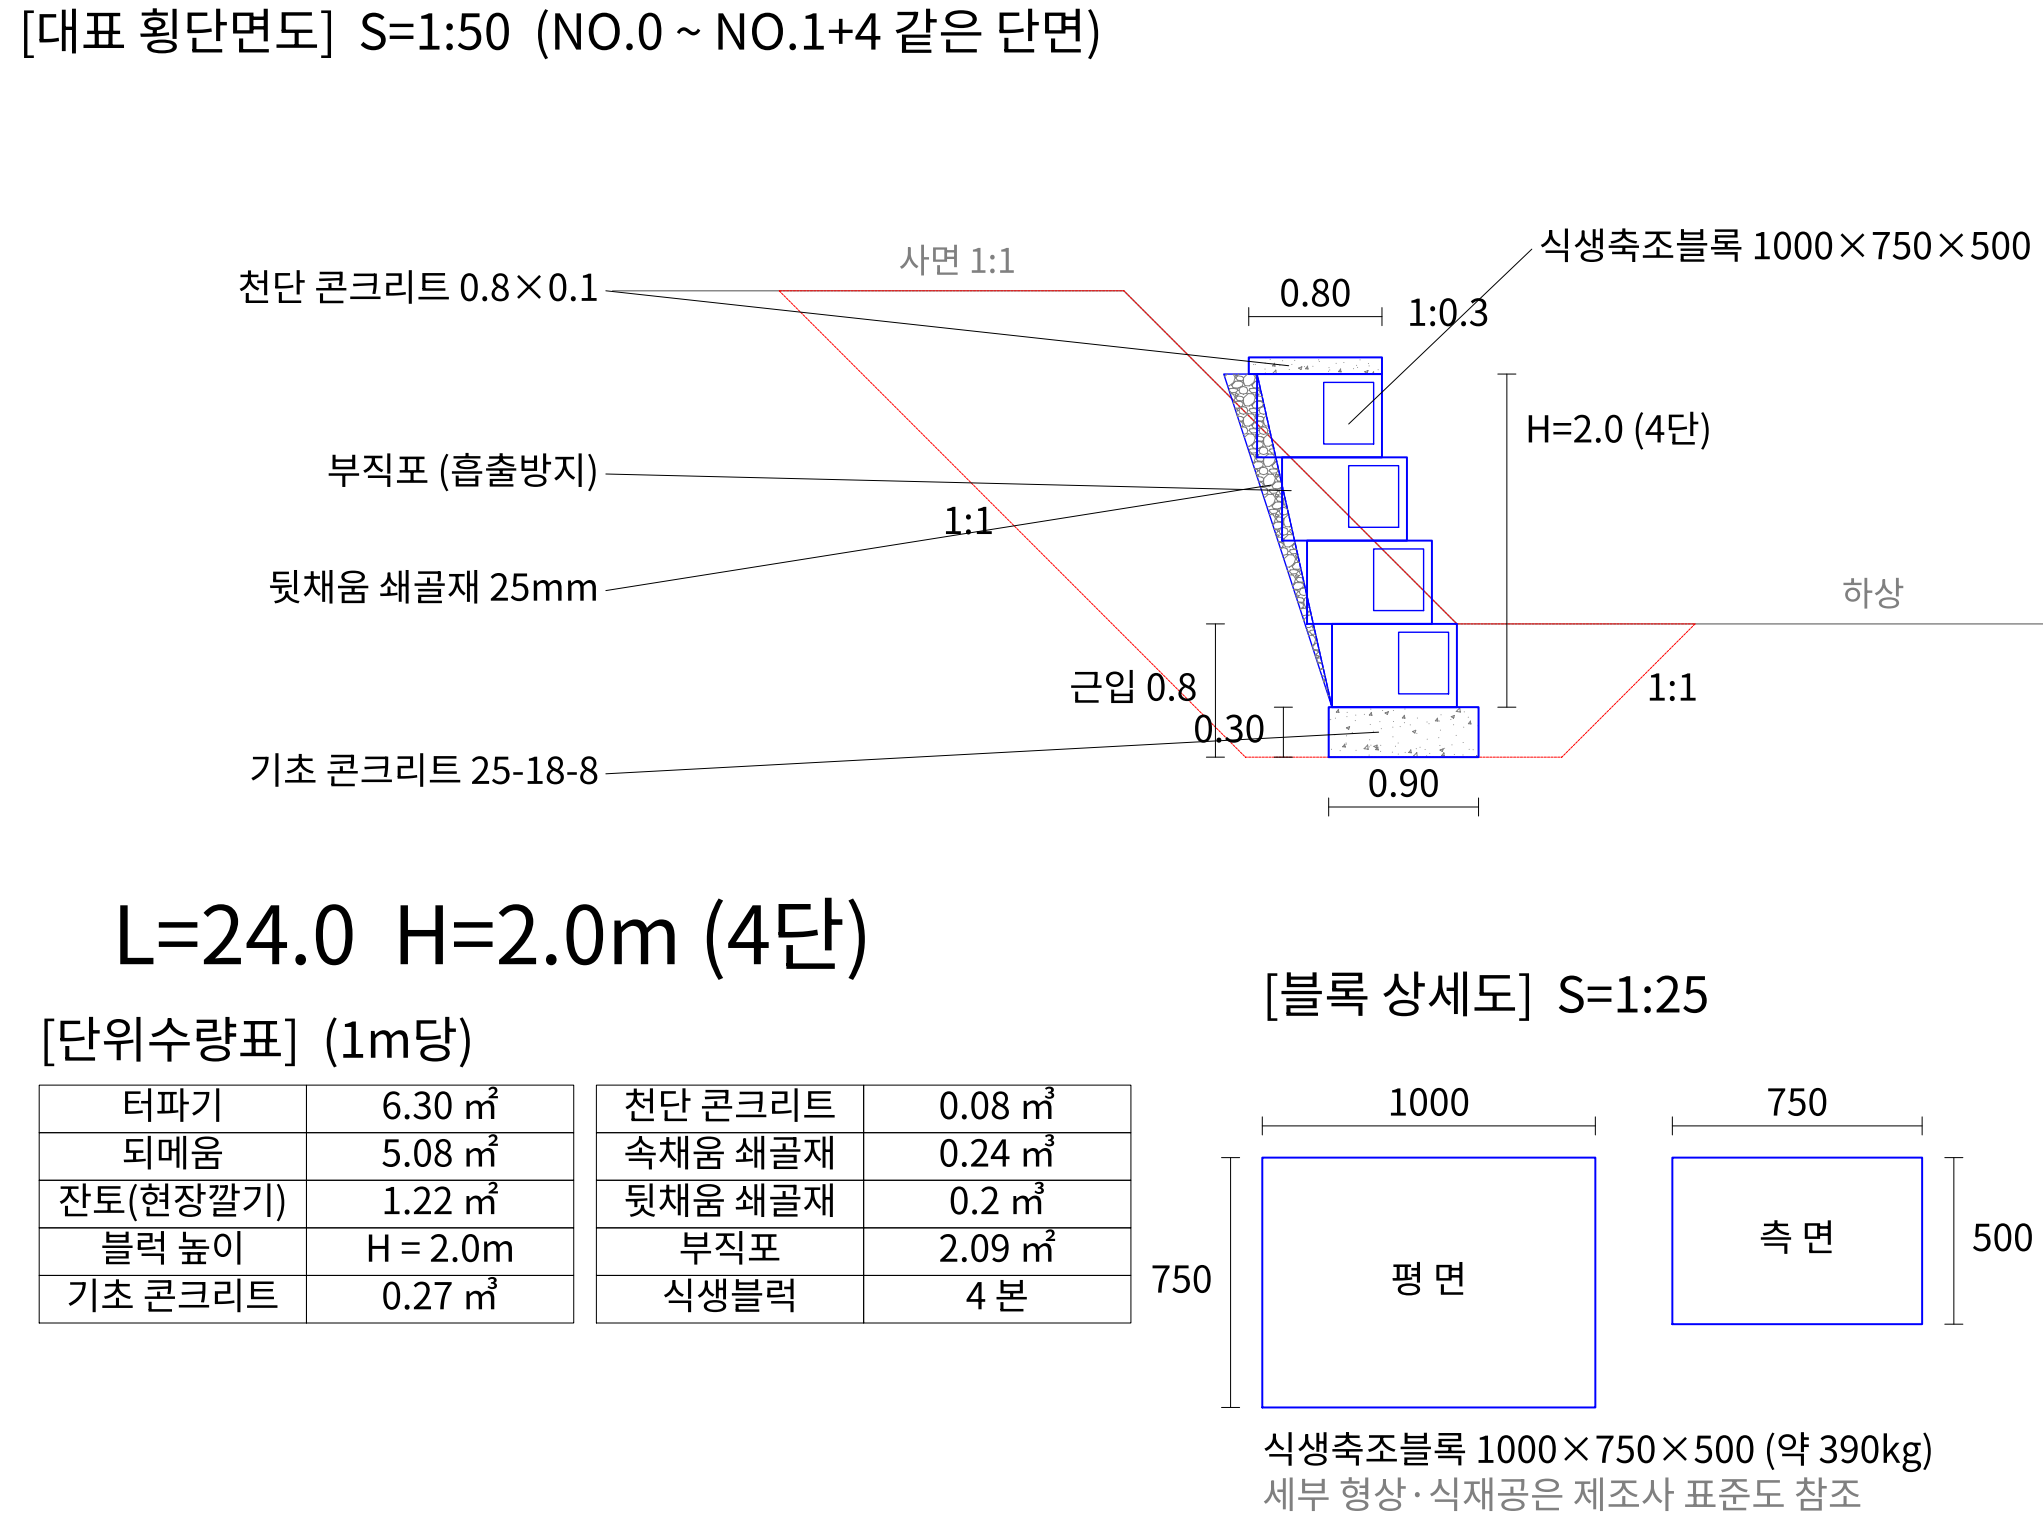 [대표 횡단면도]  S=1:50  (NO.0 ~ NO.1+4 같은 단면)
사면 1:1
식생축조블록 1000×750×500
천단 콘크리트 0.8×0.1
0.80
1:0.3
H=2.0 (4단)
부직포 (흡출방지)
1:1
뒷채움 쇄골재 25mm
하상
근입 0.8
1:1
0.30
기초 콘크리트 25-18-8
0.90
L=24.0  H=2.0m (4단)
[단위수량표]  (1m당)
터파기 6.30 ㎡
되메움 5.08 ㎡
잔토(현장깔기) 1.22 ㎡
블럭 높이 H = 2.0m
기초 콘크리트 0.27 ㎥
천단 콘크리트 0.08 ㎥
속채움 쇄골재 0.24 ㎥
뒷채움 쇄골재 0.2 ㎥
부직포 2.09 ㎡
식생블럭 4 본
[블록 상세도]  S=1:25
1000
750
750
평 면
측 면
500
식생축조블록 1000×750×500 (약 390kg)
세부 형상·식재공은 제조사 표준도 참조